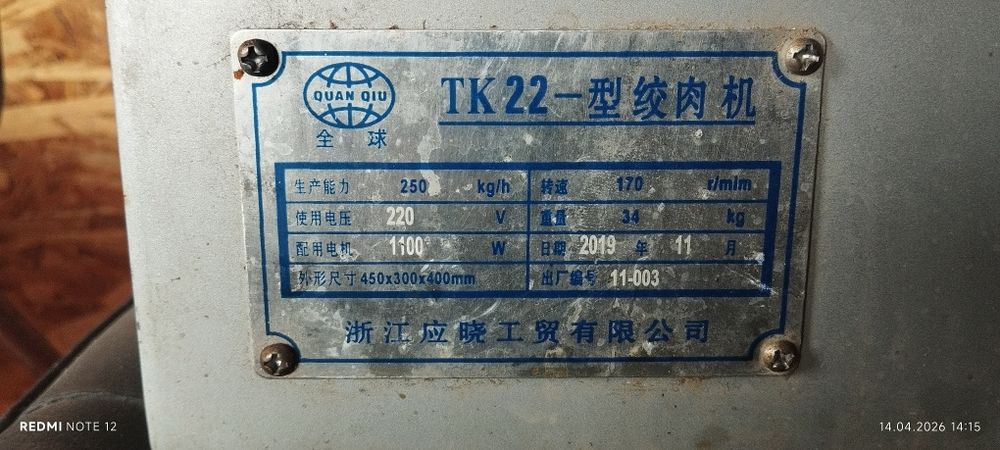 QUAN QIU
全球
TK22-型绞肉机
生产能力 250 kg/h 转速 170 r/mim
使用电压 220 V 重量 34 kg
配用电机 1100 W 日期 2019 年 11 月
外形尺寸 450x300x400mm 出厂编号 11-003
浙江应晓工贸有限公司
REDMI NOTE 12
14.04.2026 14:15